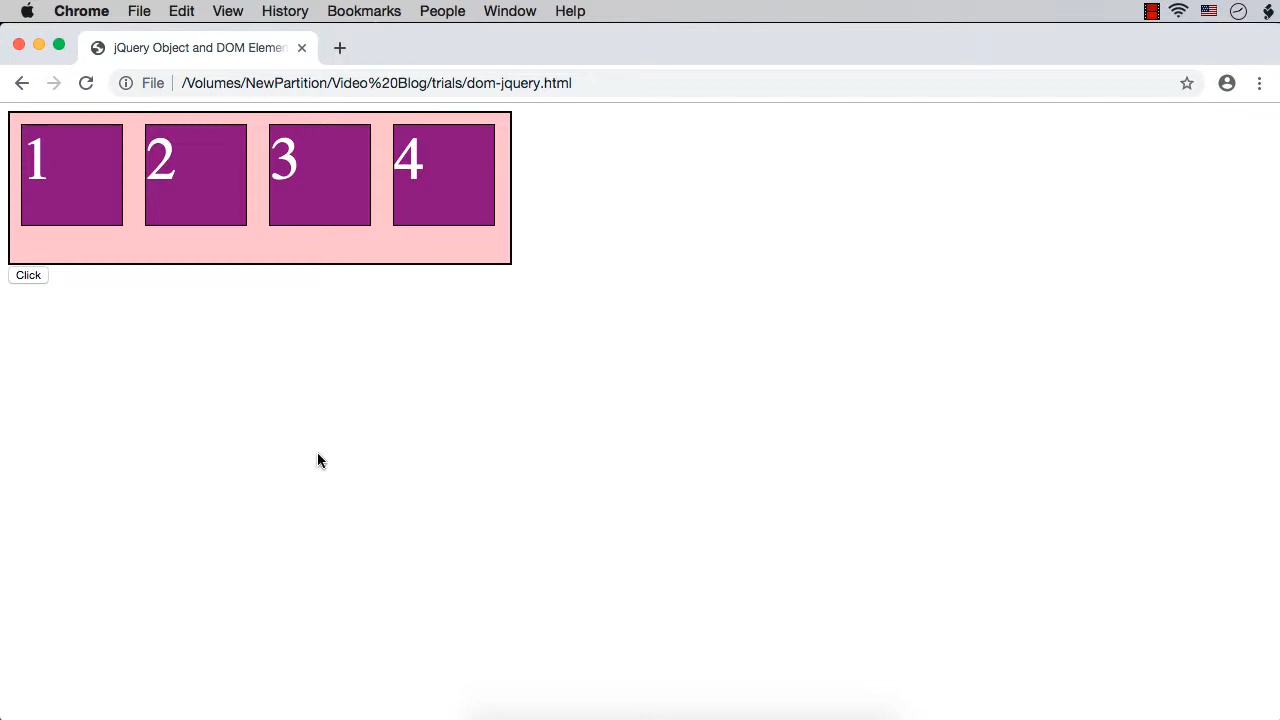 Chrome File Edit View History Bookmarks People Window Help
jQuery Object and DOM Elemen
File /Volumes/NewPartition/Video%20Blog/trials/dom-jquery.html
1 2 3 4
Click